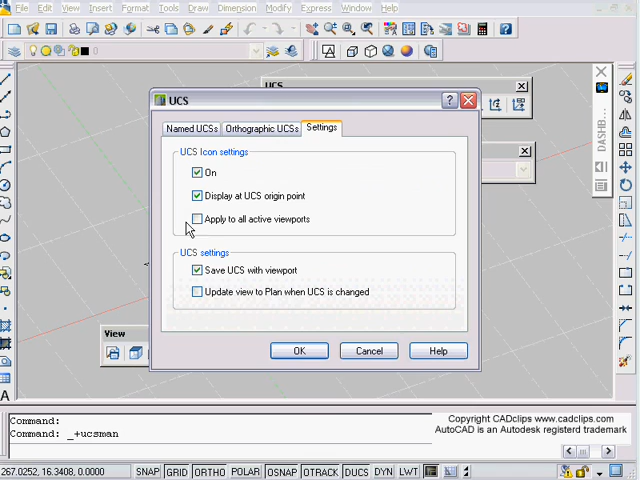 File Edit View Insert Format Tools Draw Dimension Modify Express Window Help
0
UCS
UCS
Named UCSs Orthographic UCSs Settings
UCS Icon settings
On
Display at UCS origin point
Apply to all active viewports
UCS settings
Save UCS with viewport
Update view to Plan when UCS is changed
OK Cancel Help
View
DASHB..
A
Command:
Command: _+ucsman
Copyright CADclips www.cadclips.com
AutoCAD is an Autodesk registerd trademark
267.0252, 16.3408, 0.0000 SNAP GRID ORTHO POLAR OSNAP OTRACK DUCS DYN LWT